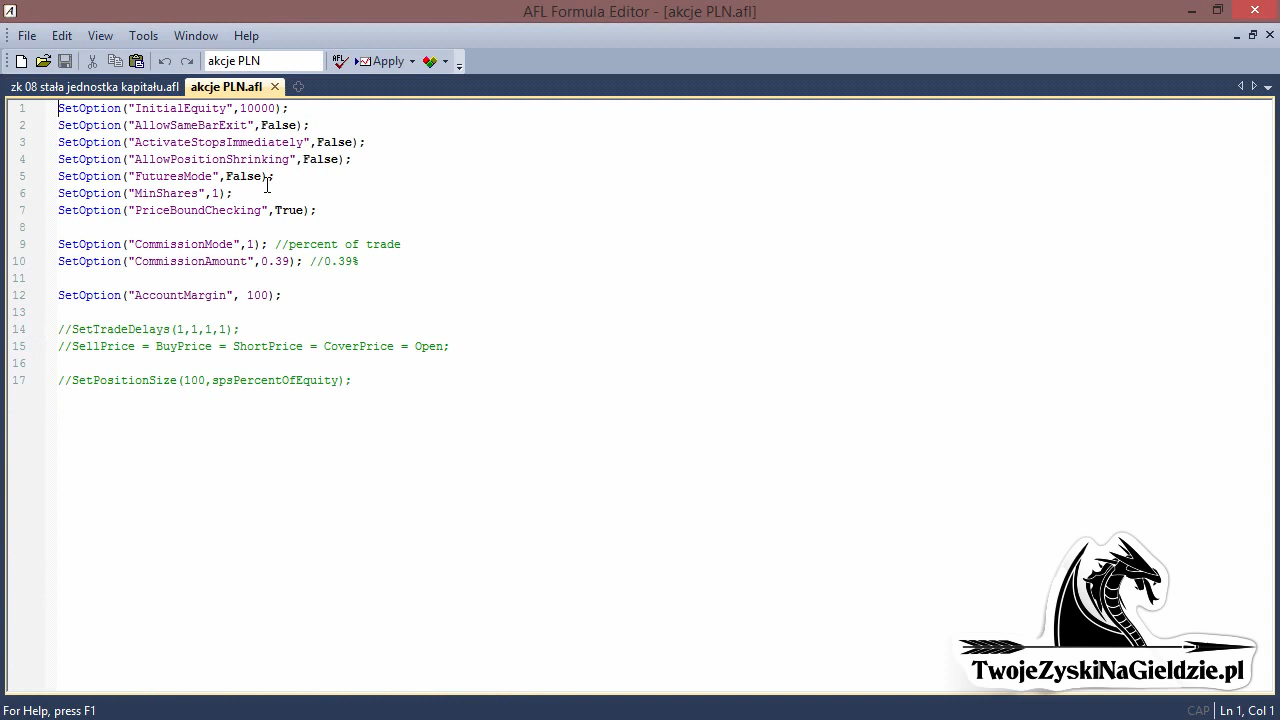 AFL Formula Editor - [akcje PLN.afl]
File Edit View Tools Window Help
akcje PLN AFL Apply
zk 08 stała jednostka kapitału.afl akcje PLN.afl
1 SetOption("InitialEquity",10000);
2 SetOption("AllowSameBarExit",False);
3 SetOption("ActivateStopsImmediately",False);
4 SetOption("AllowPositionShrinking",False);
5 SetOption("FuturesMode",False);
6 SetOption("MinShares",1);
7 SetOption("PriceBoundChecking",True);
8
9 SetOption("CommissionMode",1); //percent of trade
10 SetOption("CommissionAmount",0.39); //0.39%
11
12 SetOption("AccountMargin", 100);
13
14 //SetTradeDelays(1,1,1,1);
15 //SellPrice = BuyPrice = ShortPrice = CoverPrice = Open;
16
17 //SetPositionSize(100,spsPercentOfEquity);
TwojeZyskiNaGieldzie.pl
For Help, press F1 CAP Ln 1, Col 1